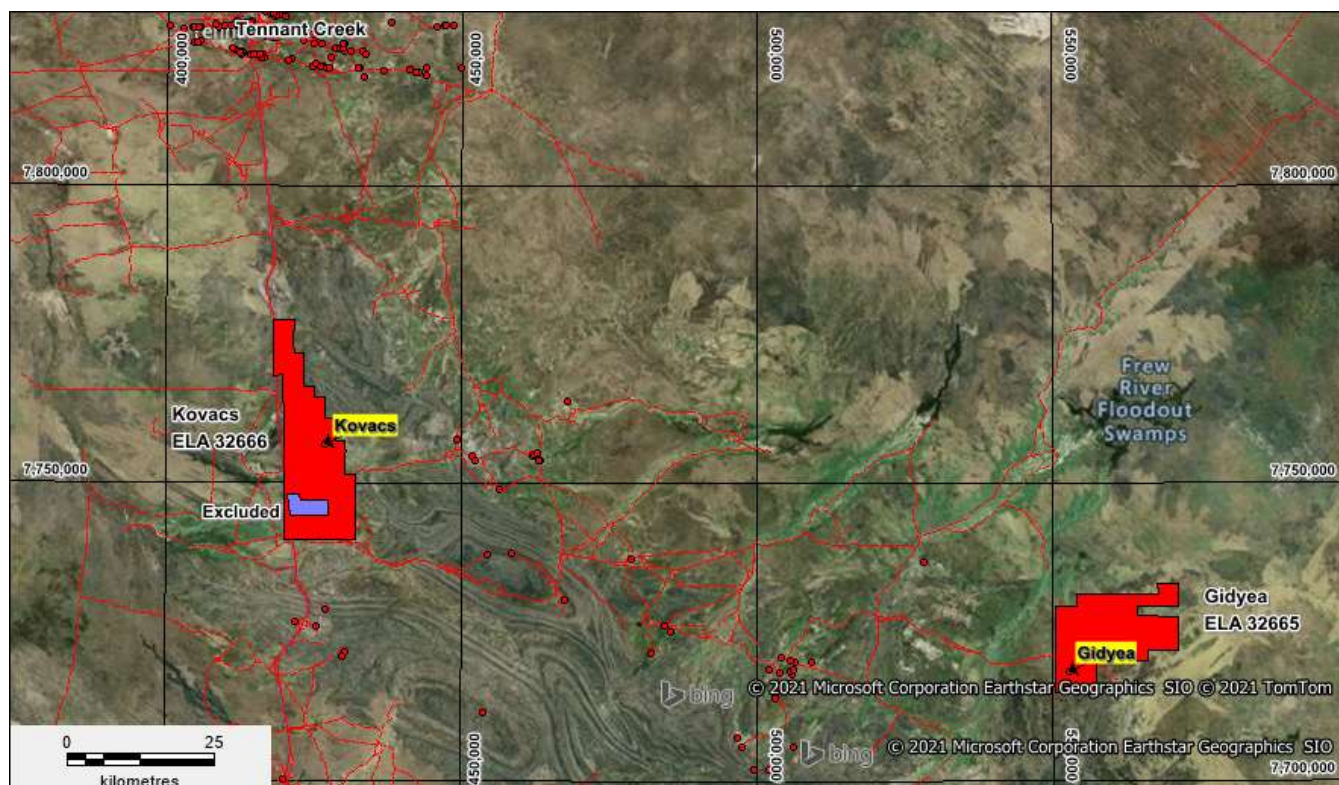 Tennant Creek
400,000
450,000
500,000
550,000
7,800,000
7,800,000
Frew
River
Floodout
Swamps
Kovacs
ELA 32666
Kovacs
7,750,000
7,750,000
Excluded
Gidyea
ELA 32665
Gidyea
bing
© 2021 Microsoft Corporation Earthstar Geographics SIO © 2021 TomTom
bing
© 2021 Microsoft Corporation Earthstar Geographics SIO
450,000
500,000
7,700,000
0
25
kilometres